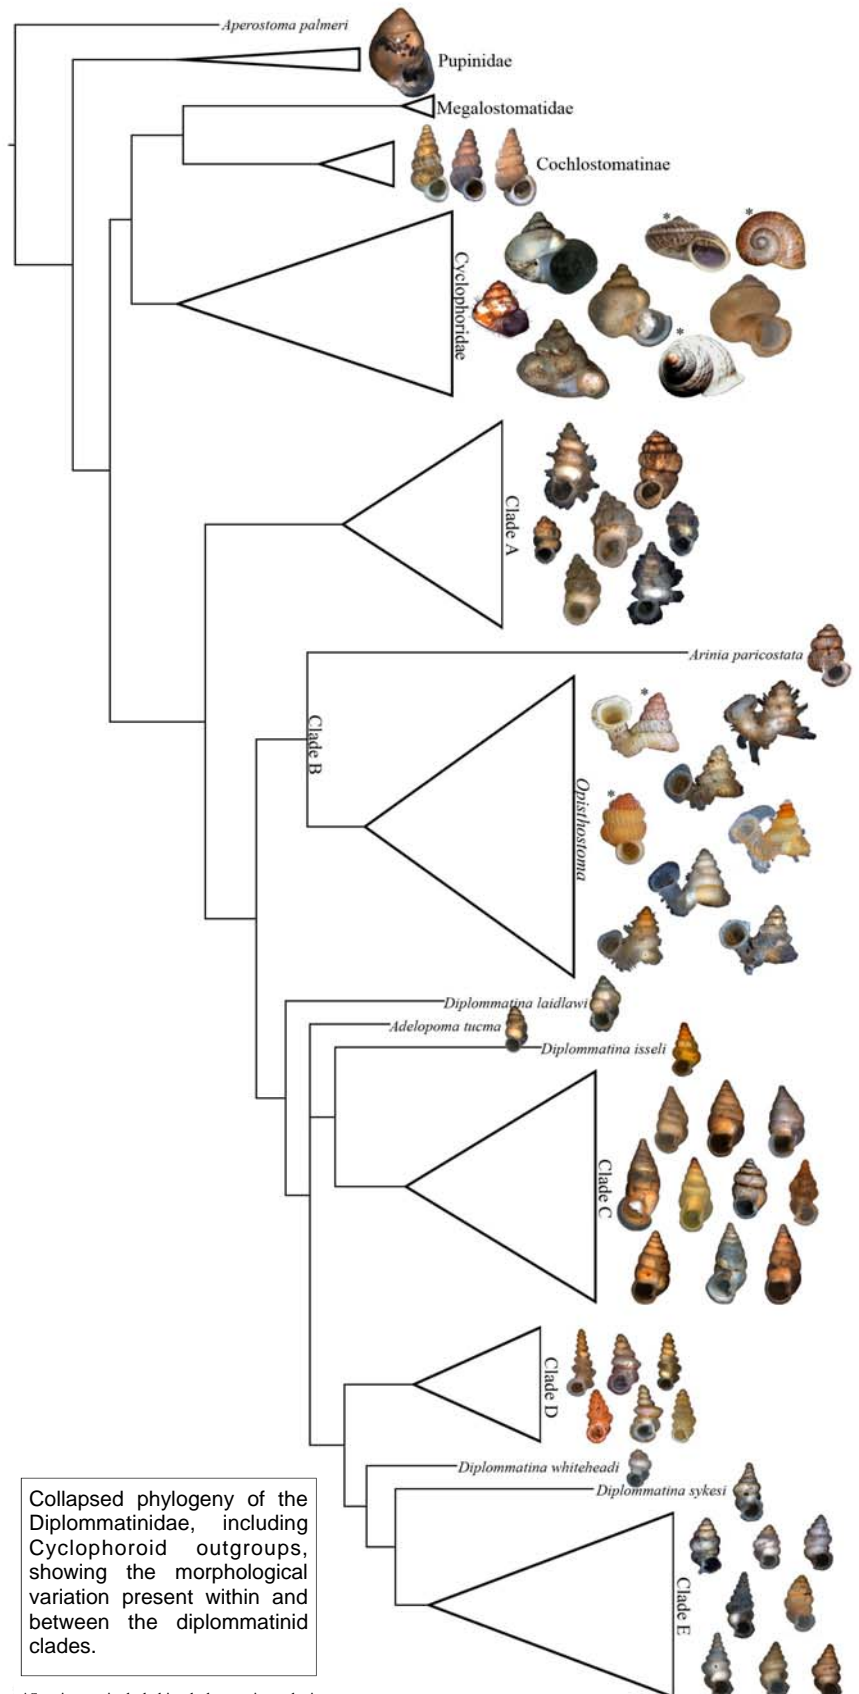 Aperostoma palmeri
Pupinidae
Megalostomatidae
Cochlostomatinae
*
*
Cyclophoridae
*
Clade A
Arinia paricostata
*
Clade B
Opisthostoma
*
Diplommatina laidlawi
Adelopoma tucma
Diplommatina isseli
Clade C
Clade D
Diplommatina whiteheadi
Diplommatina sykesi
Clade E
Collapsed phylogeny of the
Diplommatinidae, including
Cyclophoroid outgroups,
showing the morphological
variation present within and
between the diplommatinid
clades.